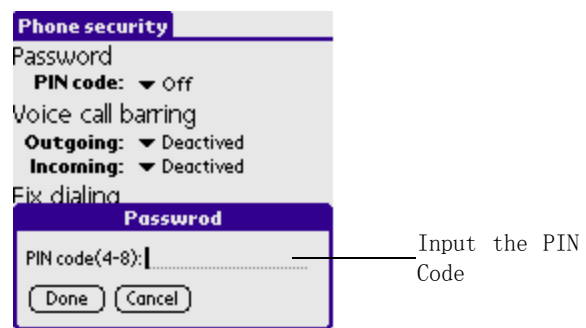 Phone security
Password
PIN code: Off
Voice call barring
Outgoing: Deactived
Incoming: Deactived
Fix dialing
Passwrod
PIN code(4-8):
Input the PIN
Code
Done Cancel